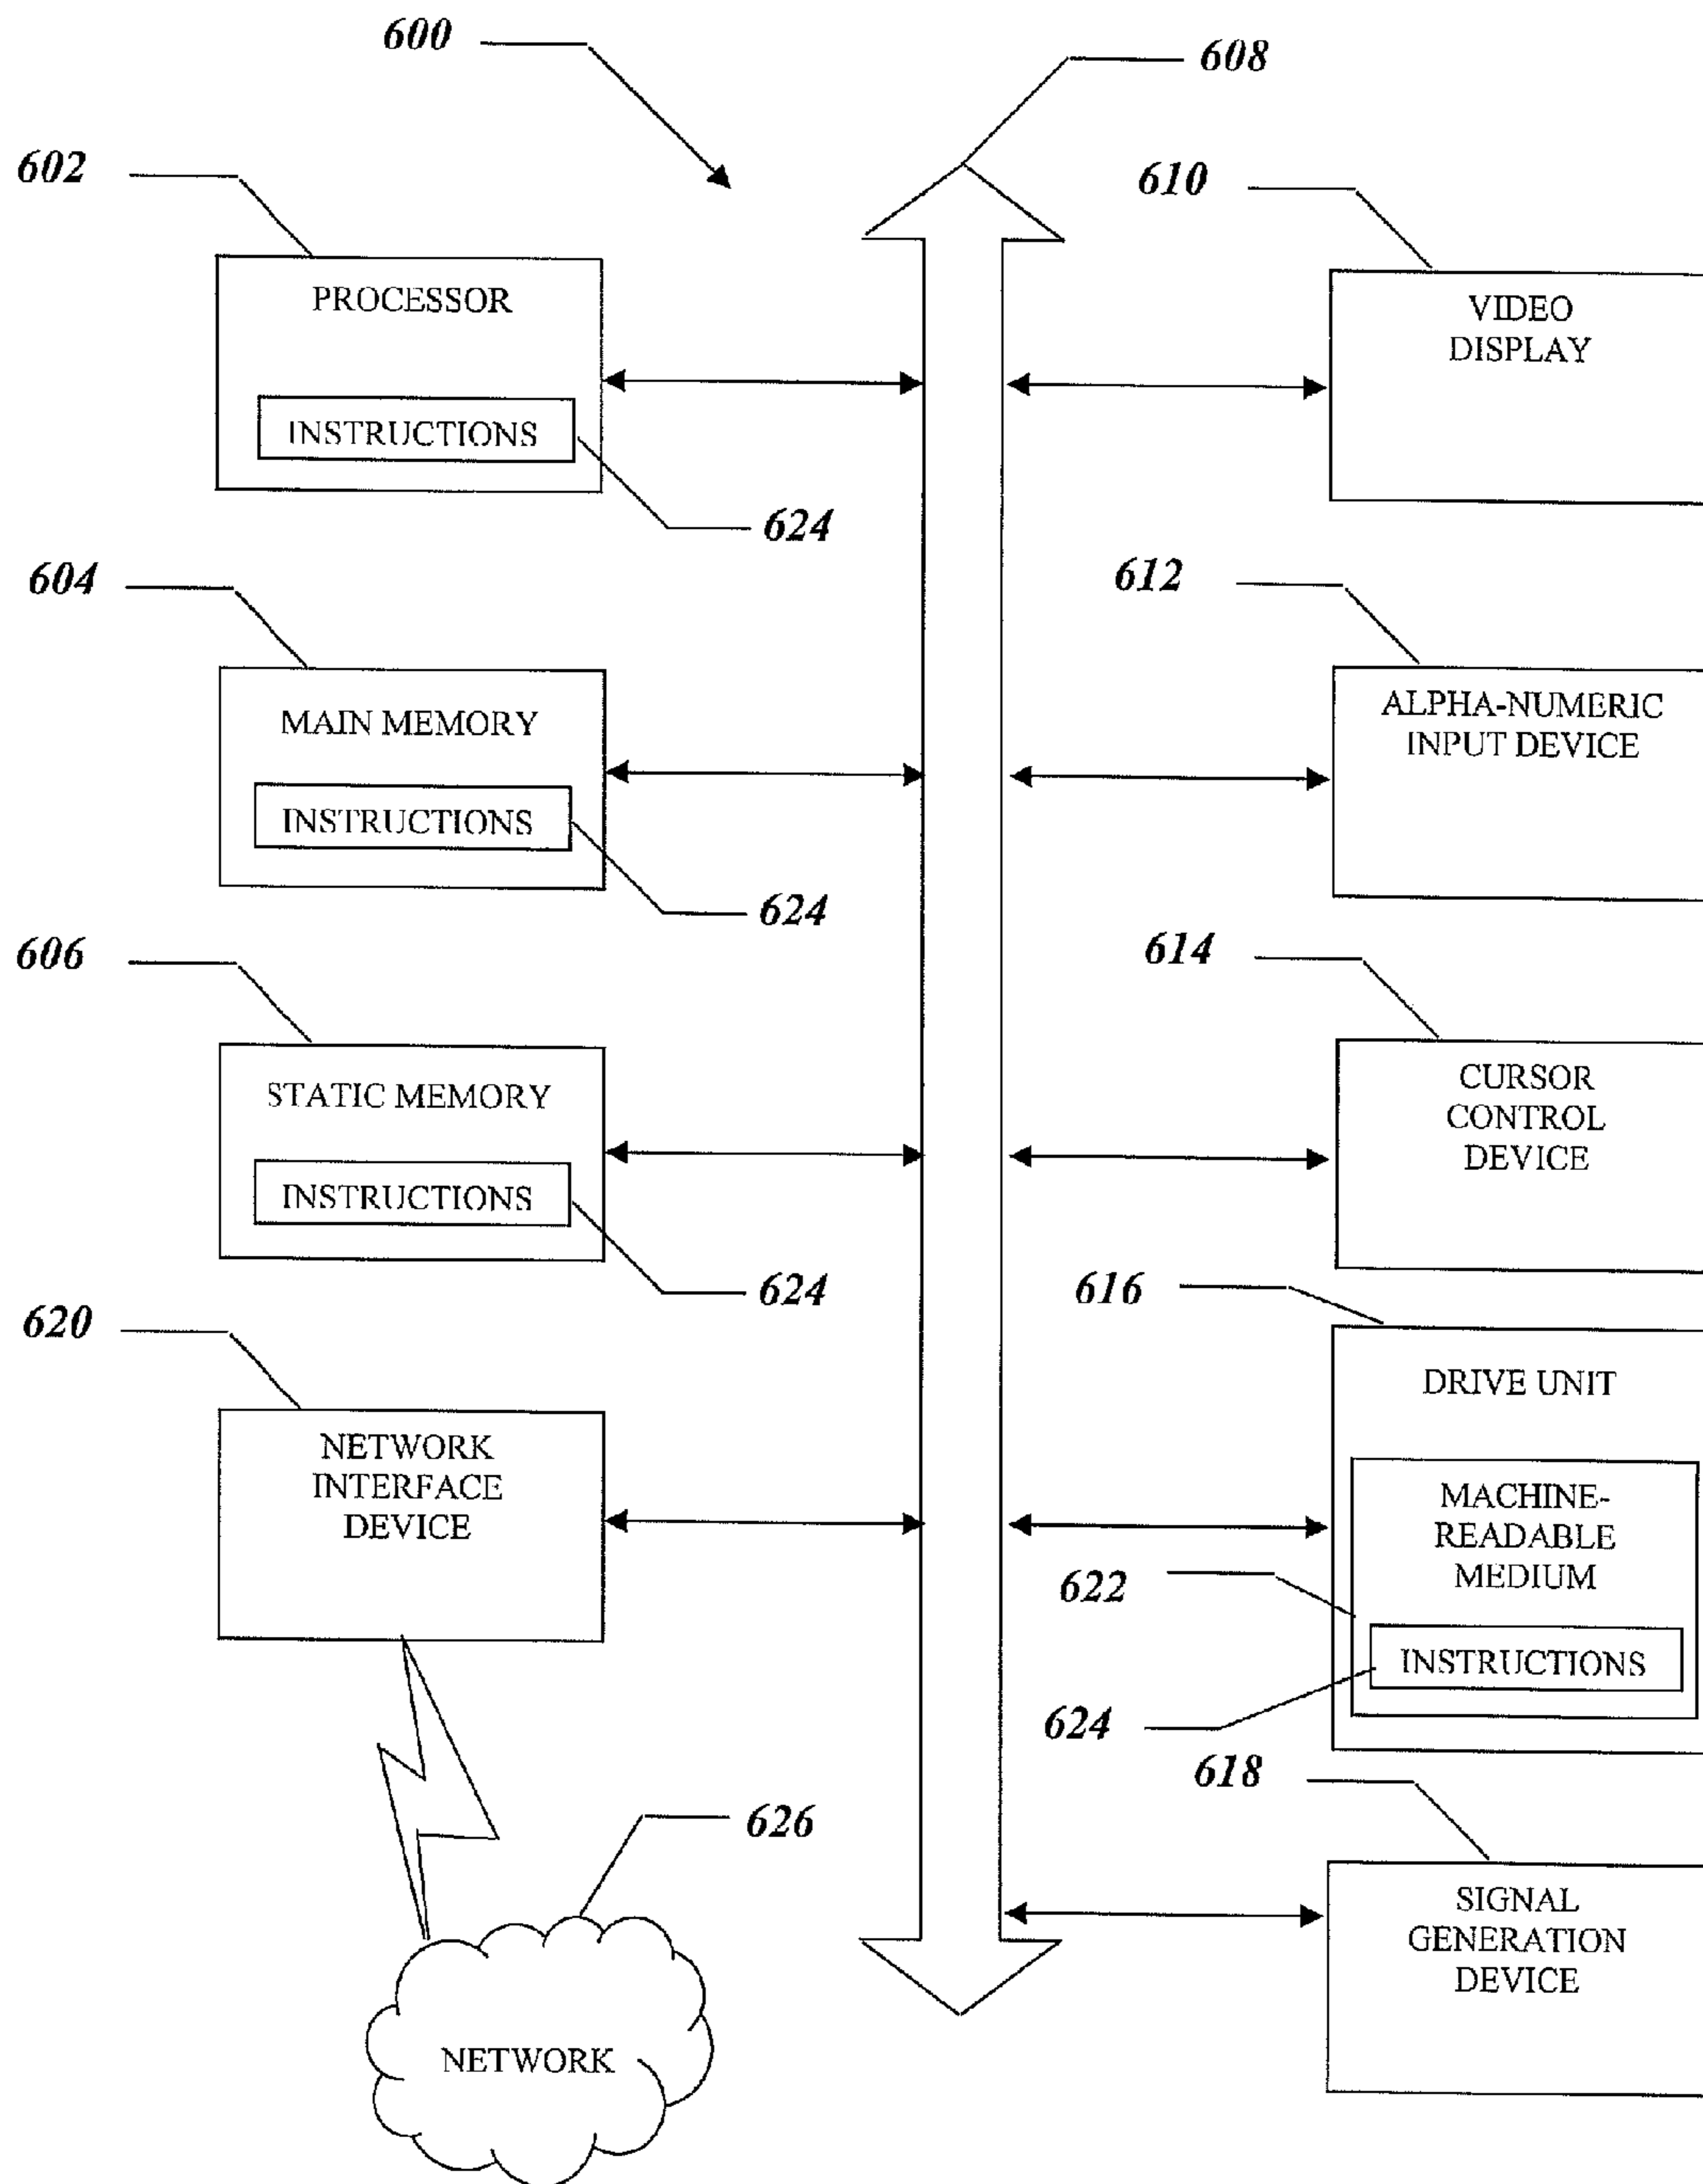 600
608
602
610
PROCESSOR
INSTRUCTIONS
624
VIDEO
DISPLAY
604
612
MAIN MEMORY
INSTRUCTIONS
624
ALPHA-NUMERIC
INPUT DEVICE
606
614
STATIC MEMORY
INSTRUCTIONS
624
CURSOR
CONTROL
DEVICE
620
616
NETWORK
INTERFACE
DEVICE
DRIVE UNIT
MACHINE-
READABLE
MEDIUM
622
INSTRUCTIONS
624
618
626
SIGNAL
GENERATION
DEVICE
NETWORK